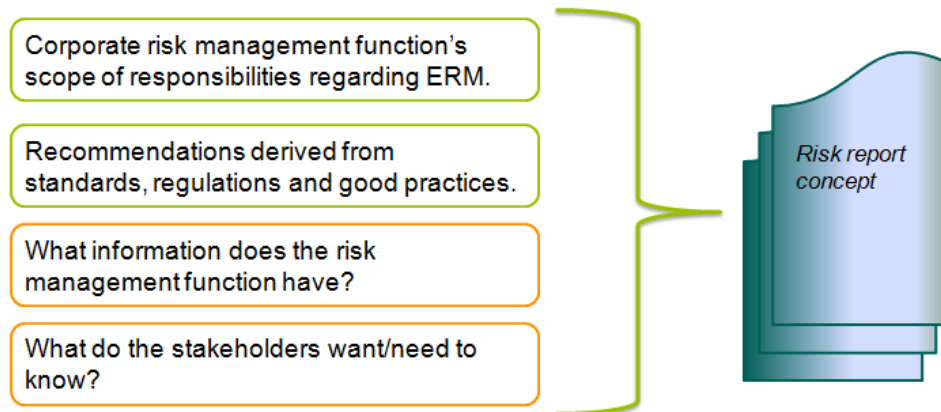 Corporate risk management function's
scope of responsibilities regarding ERM.
Recommendations derived from
standards, regulations and good practices.
What information does the risk
management function have?
What do the stakeholders want/need to
know?
Risk report
concept